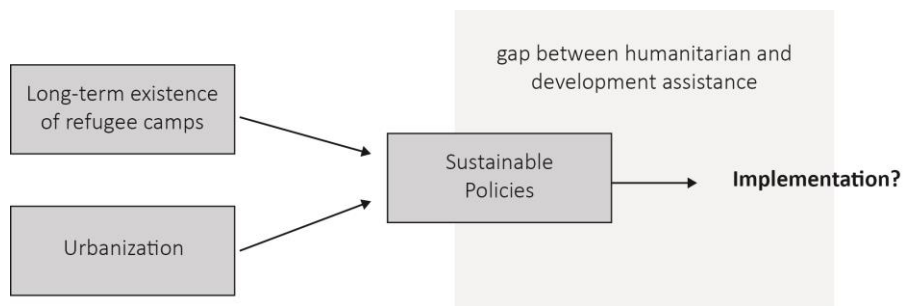 gap between humanitarian and
development assistance
Long-term existence
of refugee camps
Sustainable
Policies
Implementation?
Urbanization